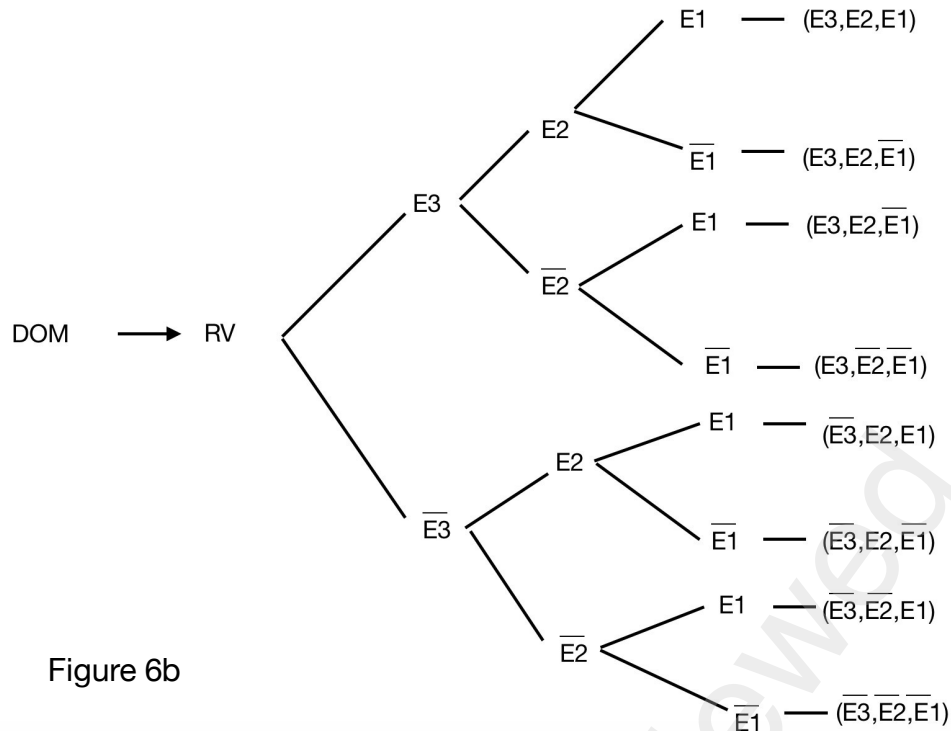 E1 (E3,E2,E1)
E2
E̅1̅ (E3,E2,E̅1̅)
E3
E1 (E3,E2,E̅1̅)
E̅2̅
DOM RV
E̅1̅ (E3,E̅2̅,E̅1̅)
E1 (E̅3̅,E2,E1)
E2
E̅3̅
E̅1̅ (E̅3̅,E2,E̅1̅)
E1 (E̅3̅,E̅2̅,E1)
E̅2̅
Figure 6b
E̅1̅ (E̅3̅,E̅2̅,E̅1̅)